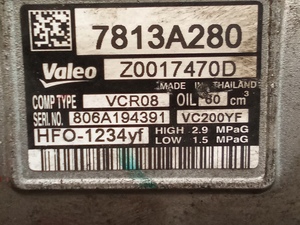 7813A280
Valeo Z0017470D
MADE IN THAILAND
COMP TYPE VCR08 OIL 60 cm3
SERI.NO. 806A194391 VC200YF
HFO-1234yf HIGH 2.9 MPaG
LOW 1.5 MPaG